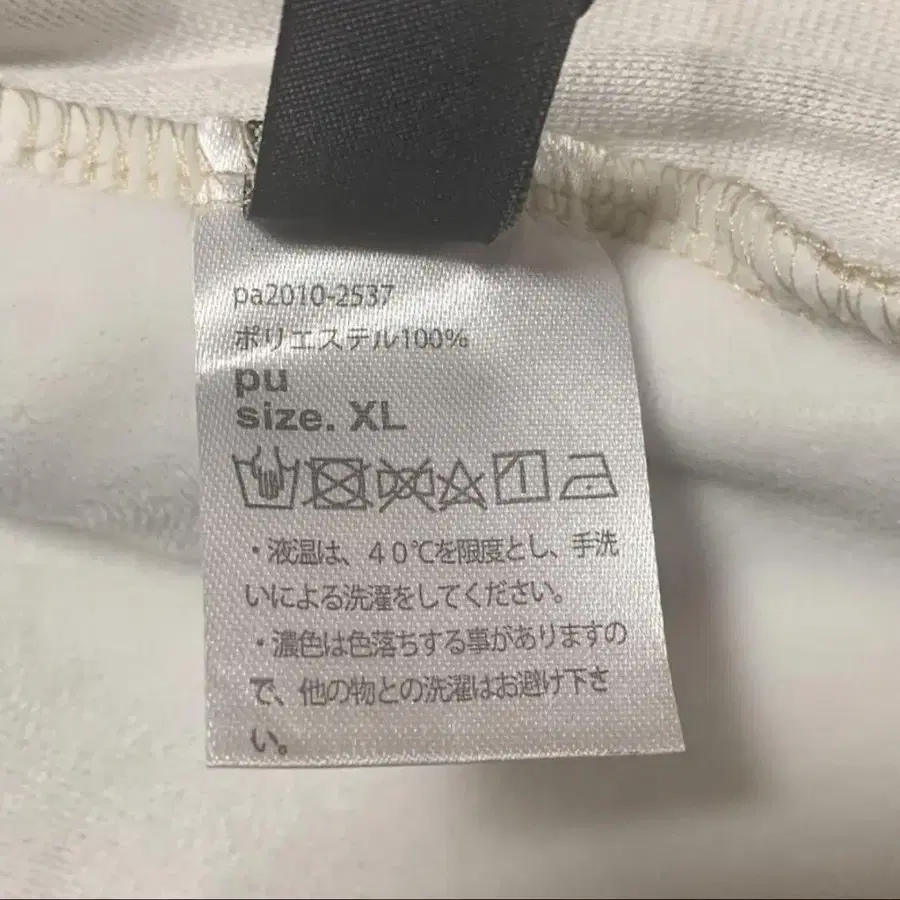 pa2010-2537
ポリエステル100%
pu
size. XL
・液温は、40℃を限度とし、手洗
いによる洗濯をしてください。
・濃色は色落ちする事がありますの
で、他の物との洗濯はお避け下さ
い。